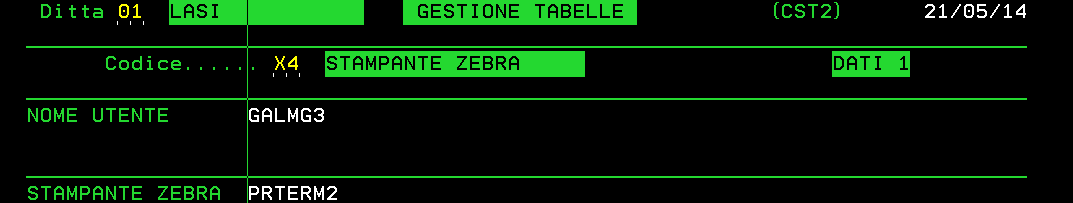 Ditta 01 LASI GESTIONE TABELLE (CST2) 21/05/14
Codice...... X4 STAMPANTE ZEBRA DATI 1
NOME UTENTE GALMG3
STAMPANTE ZEBRA PRTERM2